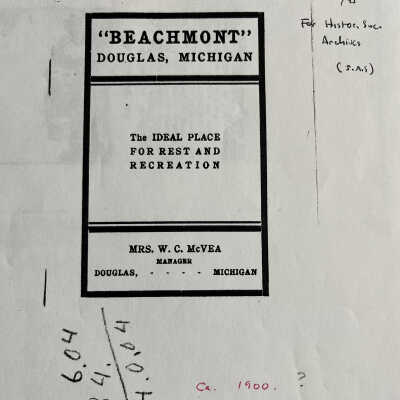 For Histor. Soc.
Archives
"BEACHMONT"
DOUGLAS, MICHIGAN
The IDEAL PLACE
FOR REST AND
RECREATION
MRS. W. C. McVEA
MANAGER
DOUGLAS, - - - - MICHIGAN
6.04
Ca. 1900. ?